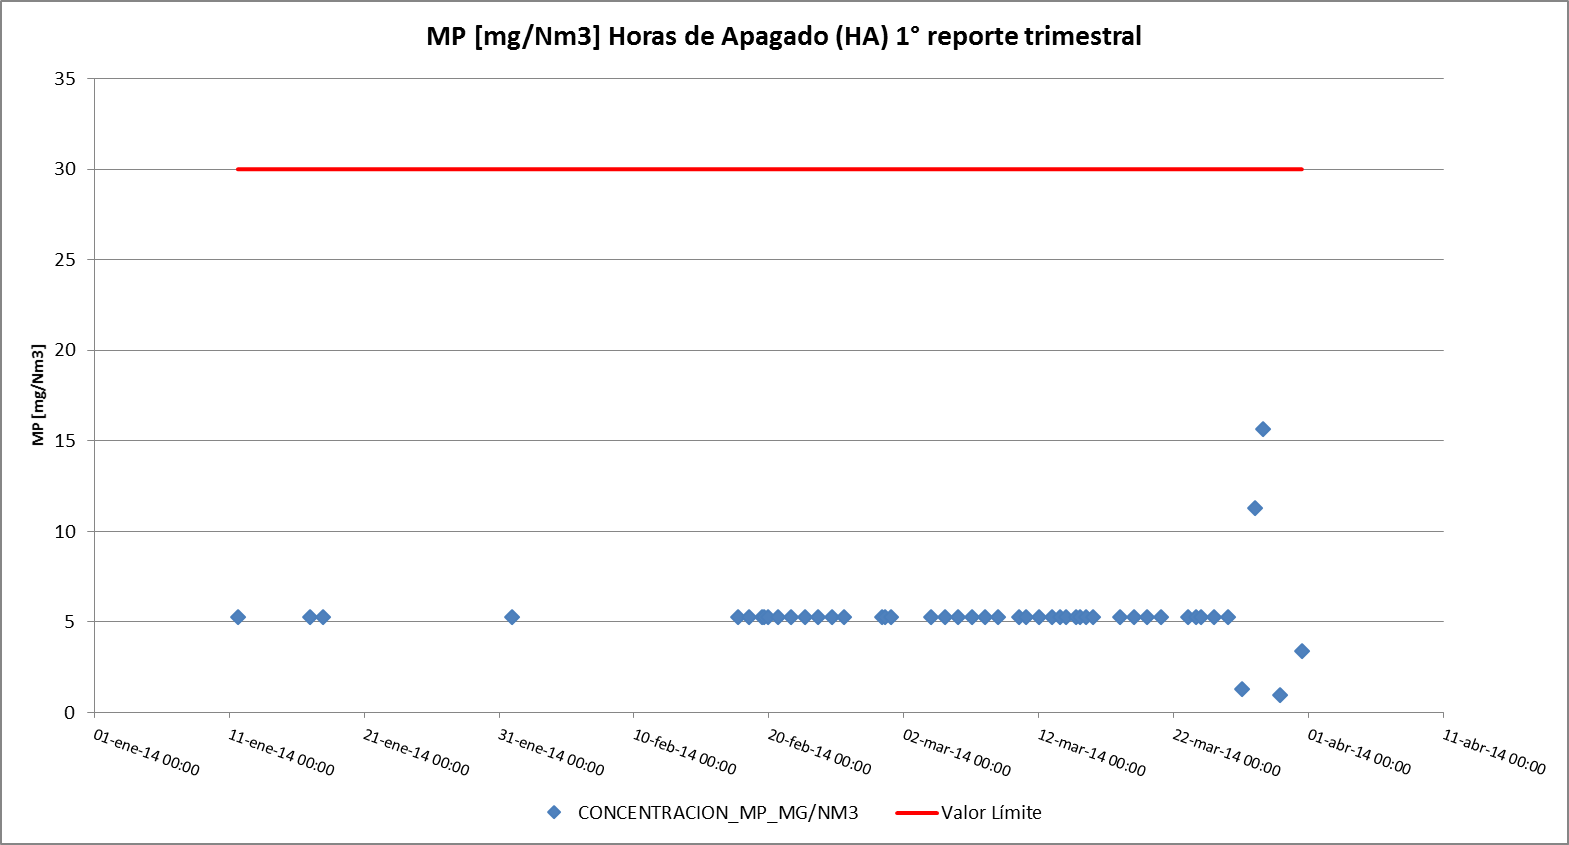 MP [mg/Nm3] Horas de Apagado (HA) 1° reporte trimestral
35
30
25
20
15
10
5
0
MP [mg/Nm3]
01-ene-14 00:00
11-ene-14 00:00
21-ene-14 00:00
31-ene-14 00:00
10-feb-14 00:00
20-feb-14 00:00
02-mar-14 00:00
12-mar-14 00:00
22-mar-14 00:00
01-abr-14 00:00
11-abr-14 00:00
CONCENTRACION_MP_MG/NM3
Valor Límite